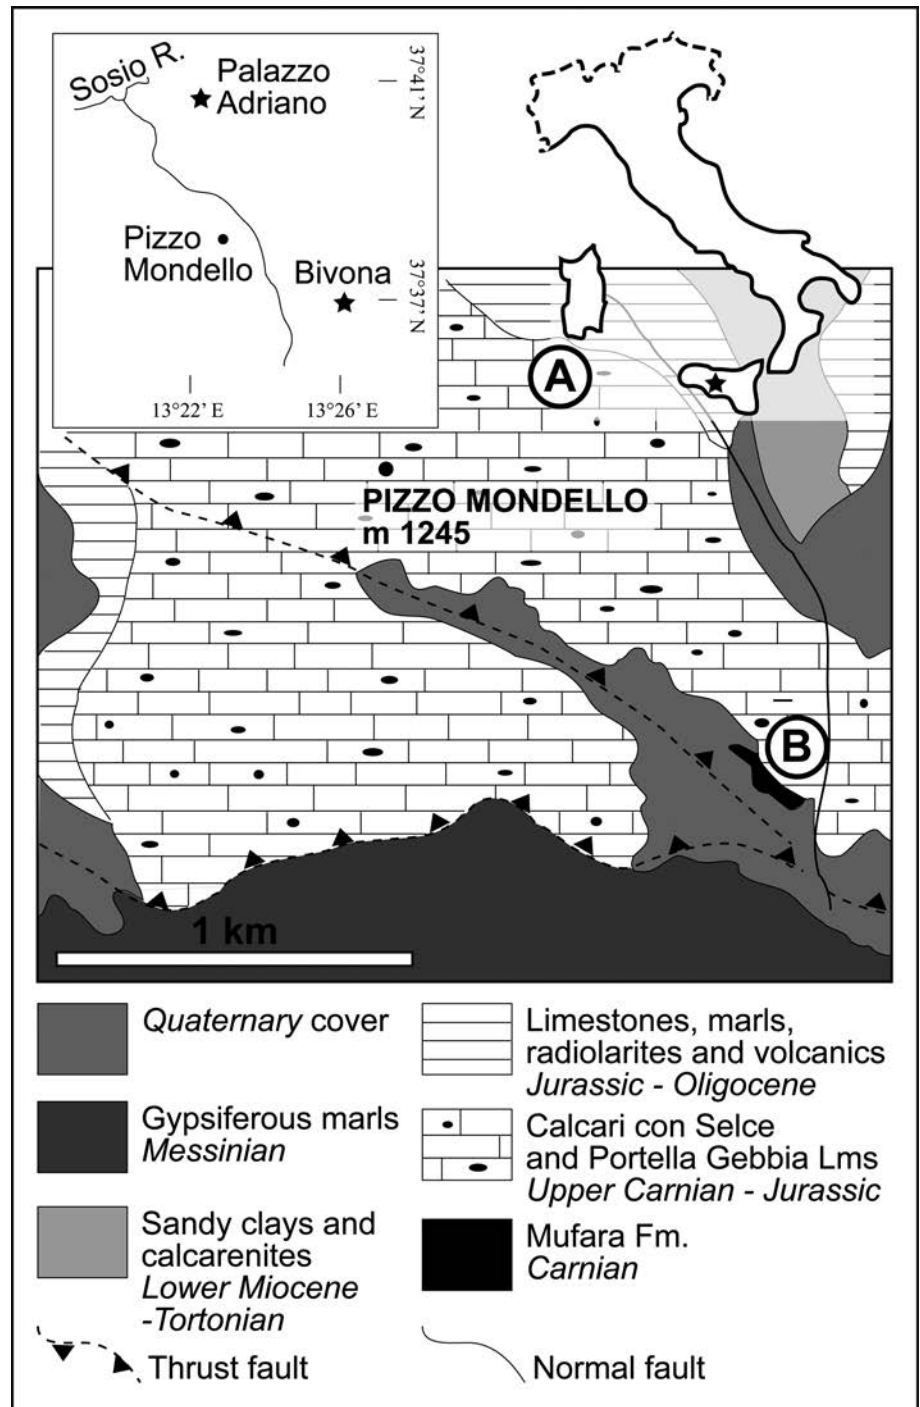 Sosio R.
Palazzo
Adriano
37°41' N
Pizzo
Mondello
Bivona
37°37' N
13°22' E
13°26' E
A
PIZZO MONDELLO
m 1245
B
1 km
Quaternary cover
Gypsiferous marls
Messinian
Sandy clays and
calcarenites
Lower Miocene
-Tortonian
Thrust fault
Limestones, marls,
radiolarites and volcanics
Jurassic - Oligocene
Calcari con Selce
and Portella Gebbia Lms
Upper Carnian - Jurassic
Mufara Fm.
Carnian
Normal fault